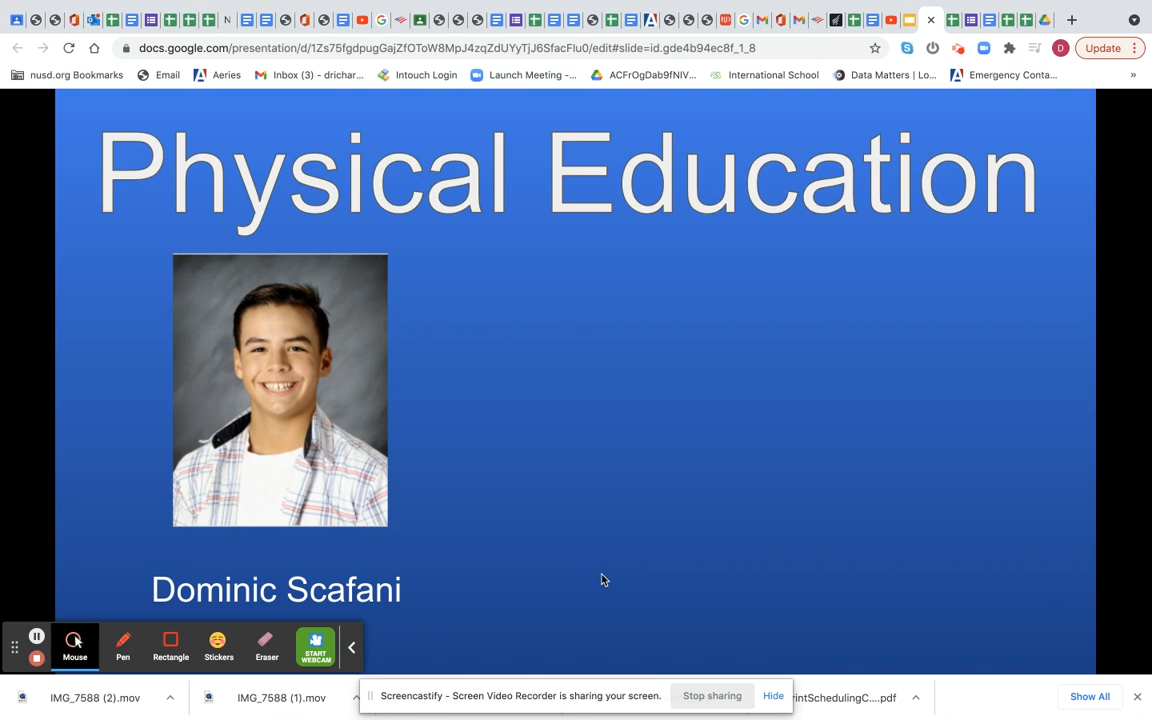 docs.google.com/presentation/d/1Zs75fgdpugGajZfOToW8MpJ4zqZdUYyTjJ6SfacFlu0/edit#slide=id.gde4b94ec8f_1_8
D
Update
nusd.org Bookmarks
Email
Aeries
Inbox (3) - drichar...
Intouch Login
Launch Meeting -...
ACFrOgDab9fNIV...
International School
Data Matters | Lo...
Emergency Conta...
»
Physical Education
Dominic Scafani
Mouse
Pen
Rectangle
Stickers
Eraser
START WEBCAM
IMG_7588 (2).mov
IMG_7588 (1).mov
Screencastify - Screen Video Recorder is sharing your screen.
Stop sharing
Hide
intSchedulingC....pdf
Show All